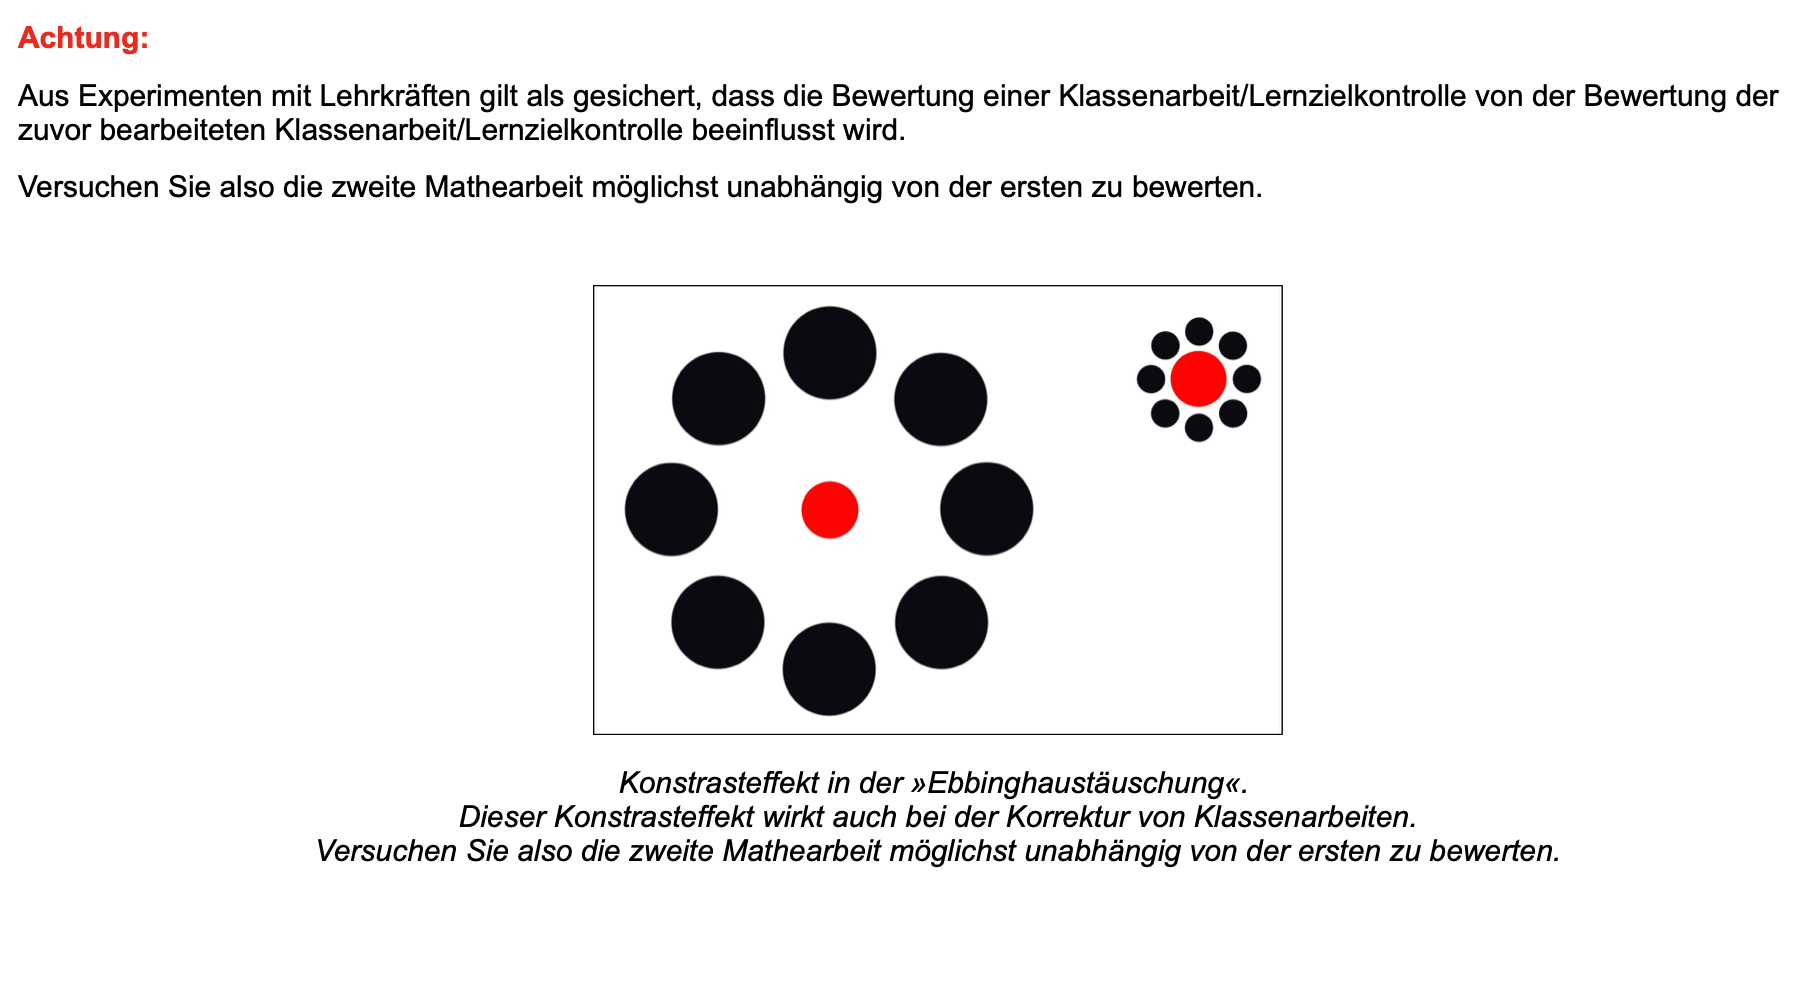 Achtung:
Aus Experimenten mit Lehrkräften gilt als gesichert, dass die Bewertung einer Klassenarbeit/Lernzielkontrolle von der Bewertung der
zuvor bearbeiteten Klassenarbeit/Lernzielkontrolle beeinflusst wird.
Versuchen Sie also die zweite Mathearbeit möglichst unabhängig von der ersten zu bewerten.
Konstrasteffekt in der »Ebbinghaustäuschung«.
Dieser Konstrasteffekt wirkt auch bei der Korrektur von Klassenarbeiten.
Versuchen Sie also die zweite Mathearbeit möglichst unabhängig von der ersten zu bewerten.